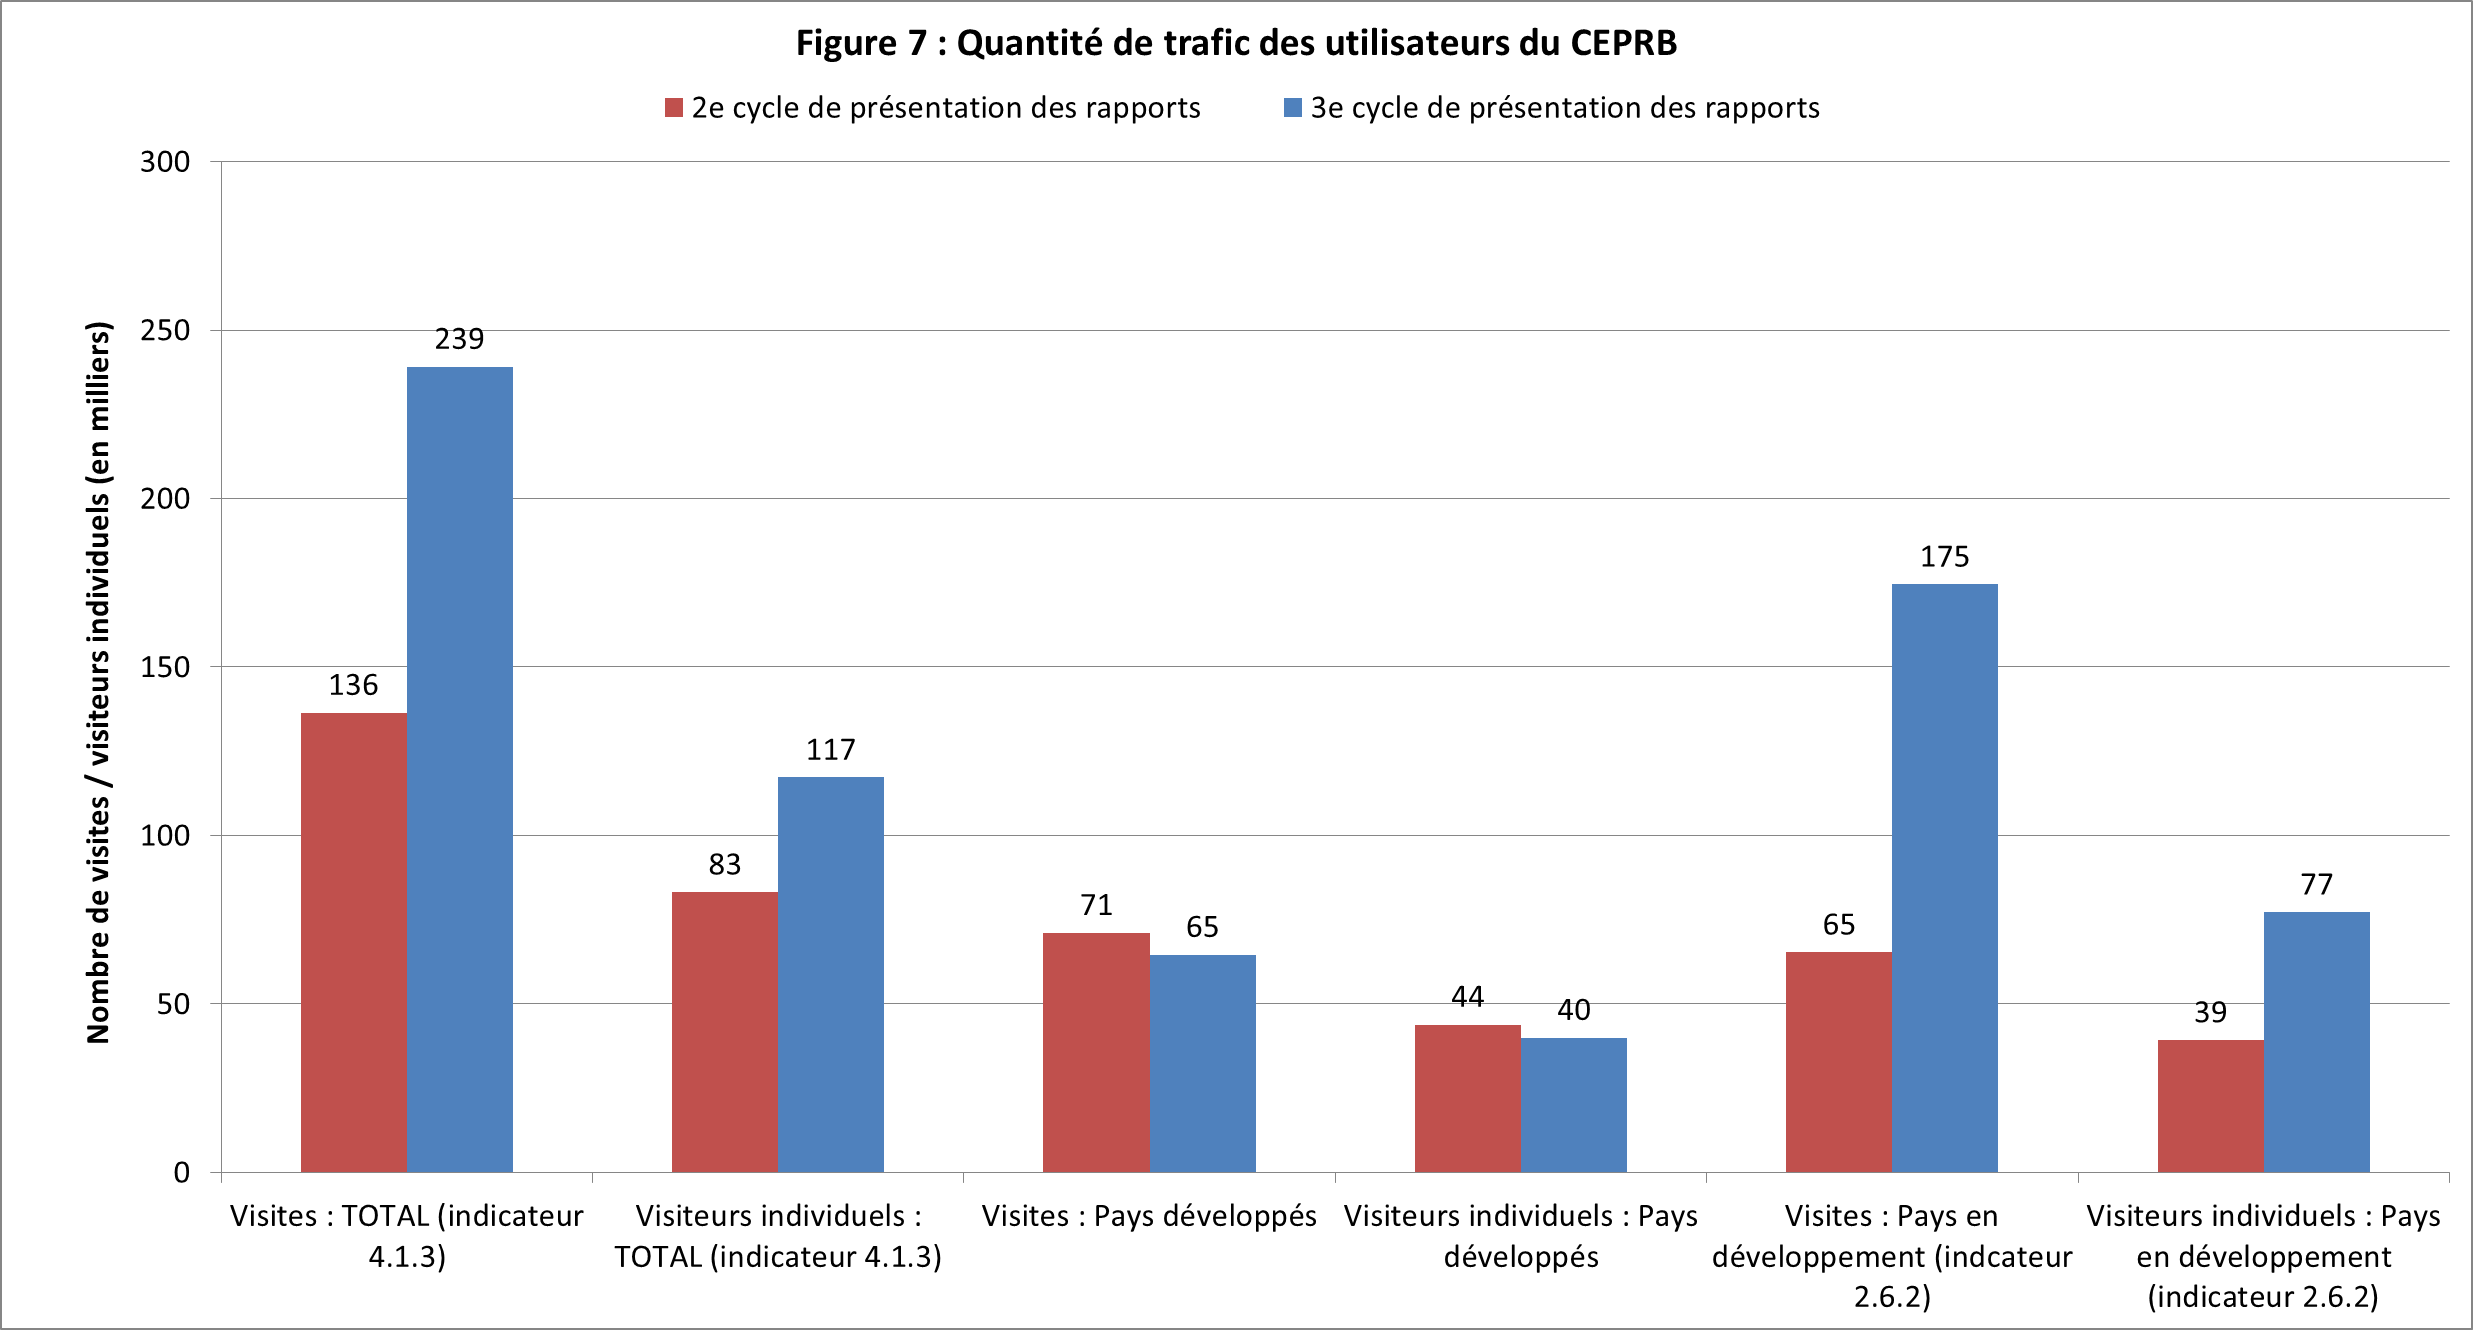 Figure 7 : Quantité de trafic des utilisateurs du CEPRB
2e cycle de présentation des rapports
3e cycle de présentation des rapports
Nombre de visites / visiteurs individuels (en milliers)
300
250
200
150
100
50
0
136
239
83
117
71
65
44
40
65
175
39
77
Visites : TOTAL (indicateur
4.1.3)
Visiteurs individuels :
TOTAL (indicateur 4.1.3)
Visites : Pays développés
Visiteurs individuels : Pays
développés
Visites : Pays en
développement (indcateur
2.6.2)
Visiteurs individuels : Pays
en développement
(indicateur 2.6.2)